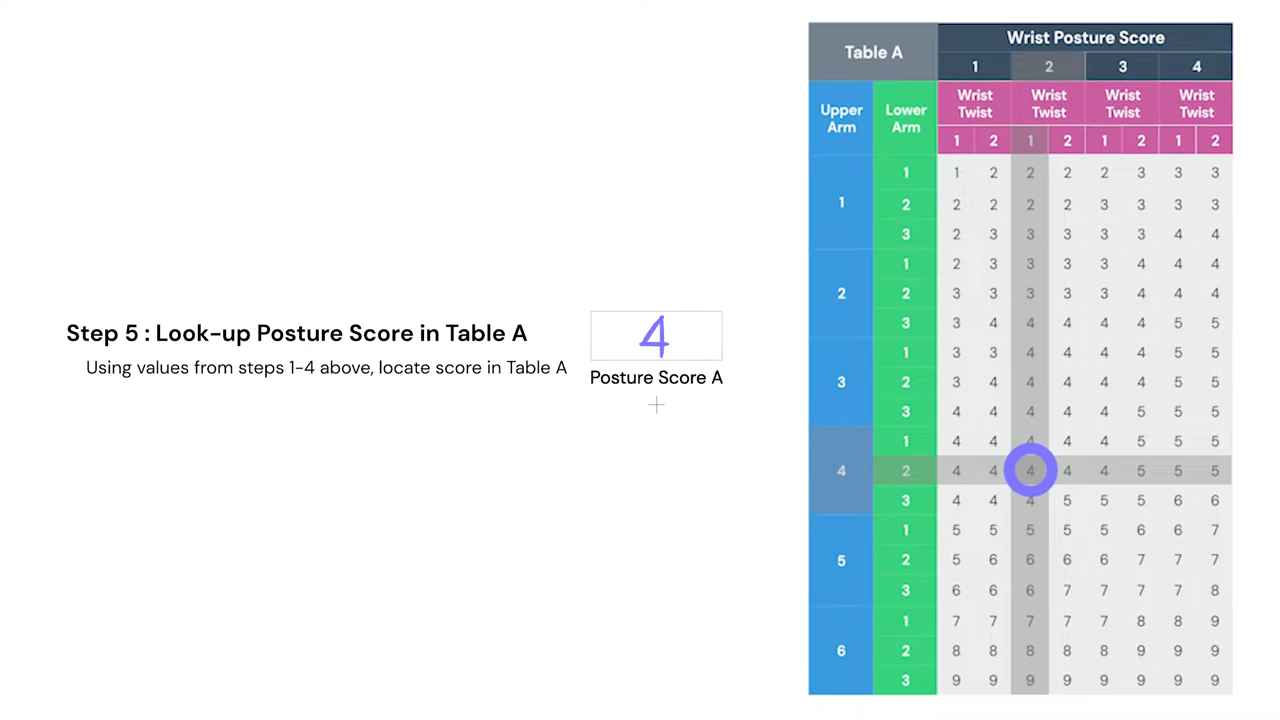 Step 5 : Look-up Posture Score in Table A
Using values from steps 1-4 above, locate score in Table A
4
Posture Score A
+
Table A Wrist Posture Score
1 2 3 4
Upper Arm Lower Arm Wrist Twist Wrist Twist Wrist Twist Wrist Twist
1 2 1 2 1 2 1 2
1 1 1 2 2 2 2 3 3 3
2 2 2 2 2 3 3 3 3
3 2 3 3 3 3 3 4 4
2 1 2 3 3 3 3 4 4 4
2 3 3 3 3 3 4 4 4
3 3 4 4 4 4 4 5 5
3 1 3 3 4 4 4 4 5 5
2 3 4 4 4 4 4 5 5
3 4 4 4 4 4 5 5 5
4 1 4 4 4 4 4 5 5 5
2 4 4 4 4 4 5 5 5
3 4 4 4 5 5 5 6 6
5 1 5 5 5 5 5 6 6 7
2 5 6 6 6 6 7 7 7
3 6 6 6 7 7 7 7 8
6 1 7 7 7 7 7 8 8 9
2 8 8 8 8 8 9 9 9
3 9 9 9 9 9 9 9 9